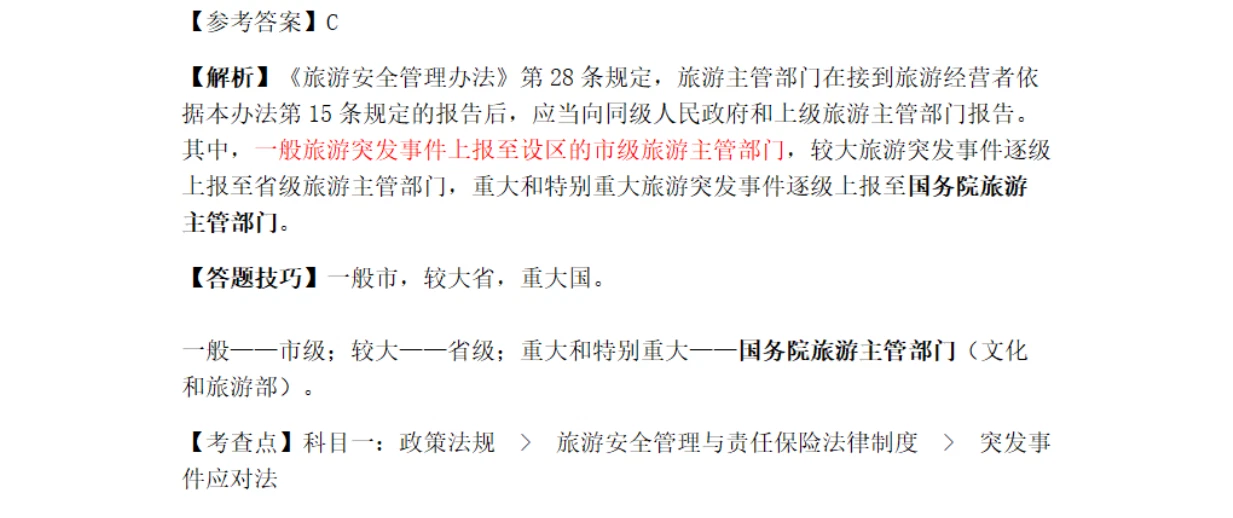 【参考答案】C
【解析】《旅游安全管理办法》第 28 条规定，旅游主管部门在接到旅游经营者依
据本办法第 15 条规定的报告后，应当向同级人民政府和上级旅游主管部门报告。
其中，一般旅游突发事件上报至设区的市级旅游主管部门，较大旅游突发事件逐级
上报至省级旅游主管部门，重大和特别重大旅游突发事件逐级上报至国务院旅游
主管部门。
【答题技巧】一般市，较大省，重大国。
一般——市级；较大——省级；重大和特别重大——国务院旅游主管部门（文化
和旅游部）。
【考查点】科目一：政策法规 > 旅游安全管理与责任保险法律制度 > 突发事
件应对法